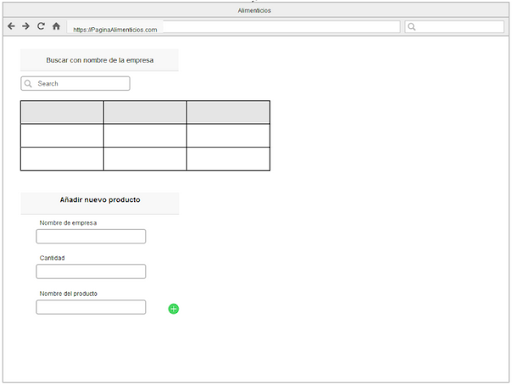 Alimenticios
https://PaginaAlimenticios.com
Buscar con nombre de la empresa
Search
Añadir nuevo producto
Nombre de empresa
Cantidad
Nombre del producto